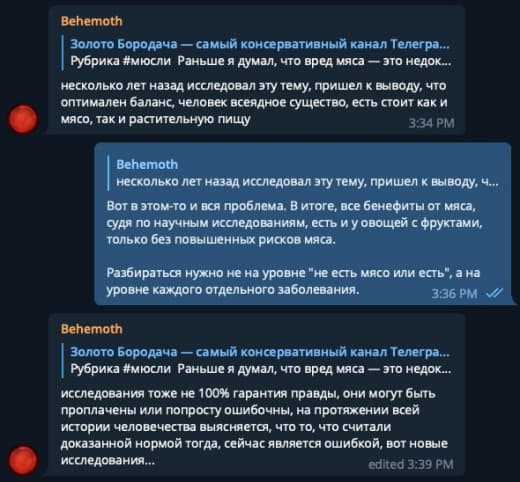 Behemoth
Золото Бородача — самый консервативный канал Телегра...
Рубрика #мюсли Раньше я думал, что вред мяса — это недок...
несколько лет назад исследовал эту тему, пришел к выводу, что
оптимален баланс, человек всеядное существо, есть стоит как и
мясо, так и растительную пищу
3:34 PM
Behemoth
несколько лет назад исследовал эту тему, пришел к выводу, ч...
Вот в этом-то и вся проблема. В итоге, все бенефиты от мяса,
судя по научным исследованиям, есть и у овощей с фруктами,
только без повышенных рисков мяса.
Разбираться нужно не на уровне "не есть мясо или есть", а на
уровне каждого отдельного заболевания.
3:36 PM
Behemoth
Золото Бородача — самый консервативный канал Телегра...
Рубрика #мюсли Раньше я думал, что вред мяса — это недок...
исследования тоже не 100% гарантия правды, они могут быть
проплачены или попросту ошибочны, на протяжении всей
истории человечества выясняется, что то, что считали
доказанной нормой тогда, сейчас является ошибкой, вот новые
исследования...
edited 3:39 PM